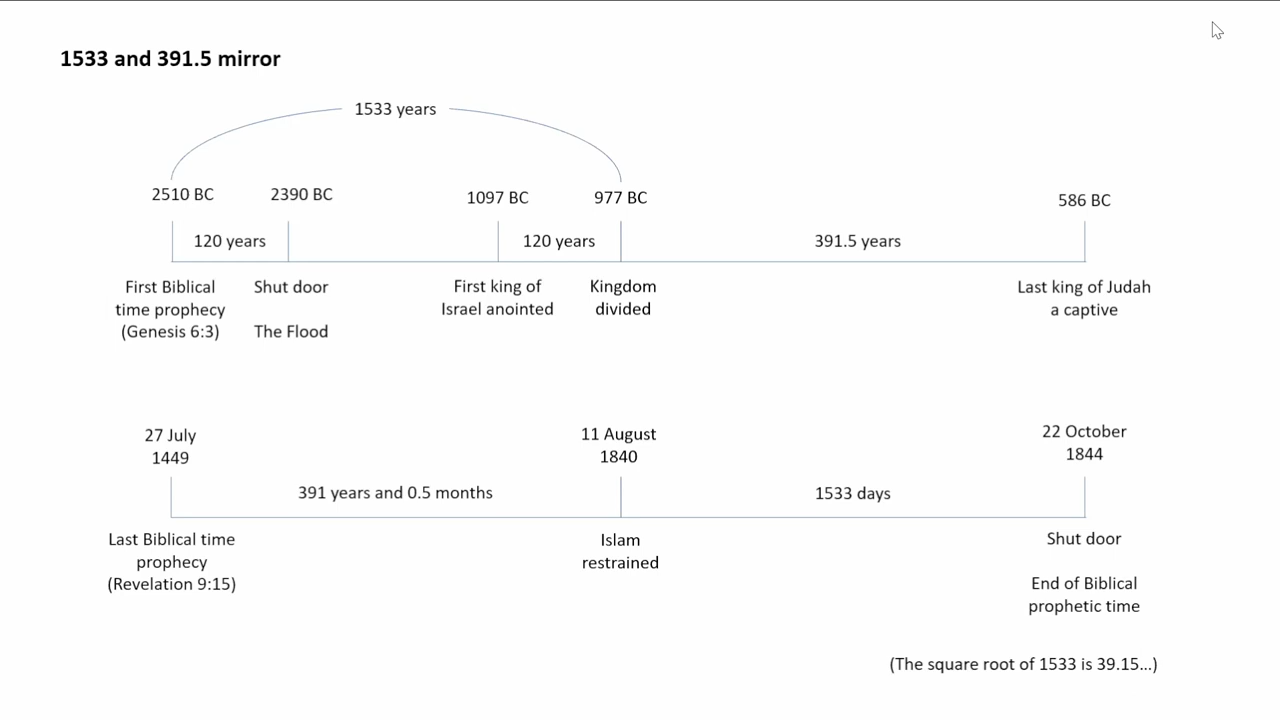 1533 and 391.5 mirror
1533 years
2510 BC
2390 BC
1097 BC
977 BC
586 BC
120 years
120 years
391.5 years
First Biblical
time prophecy
(Genesis 6:3)
Shut door
The Flood
First king of
Israel anointed
Kingdom
divided
Last king of Judah
a captive
27 July
1449
11 August
1840
22 October
1844
391 years and 0.5 months
1533 days
Last Biblical time
prophecy
(Revelation 9:15)
Islam
restrained
Shut door
End of Biblical
prophetic time
(The square root of 1533 is 39.15...)